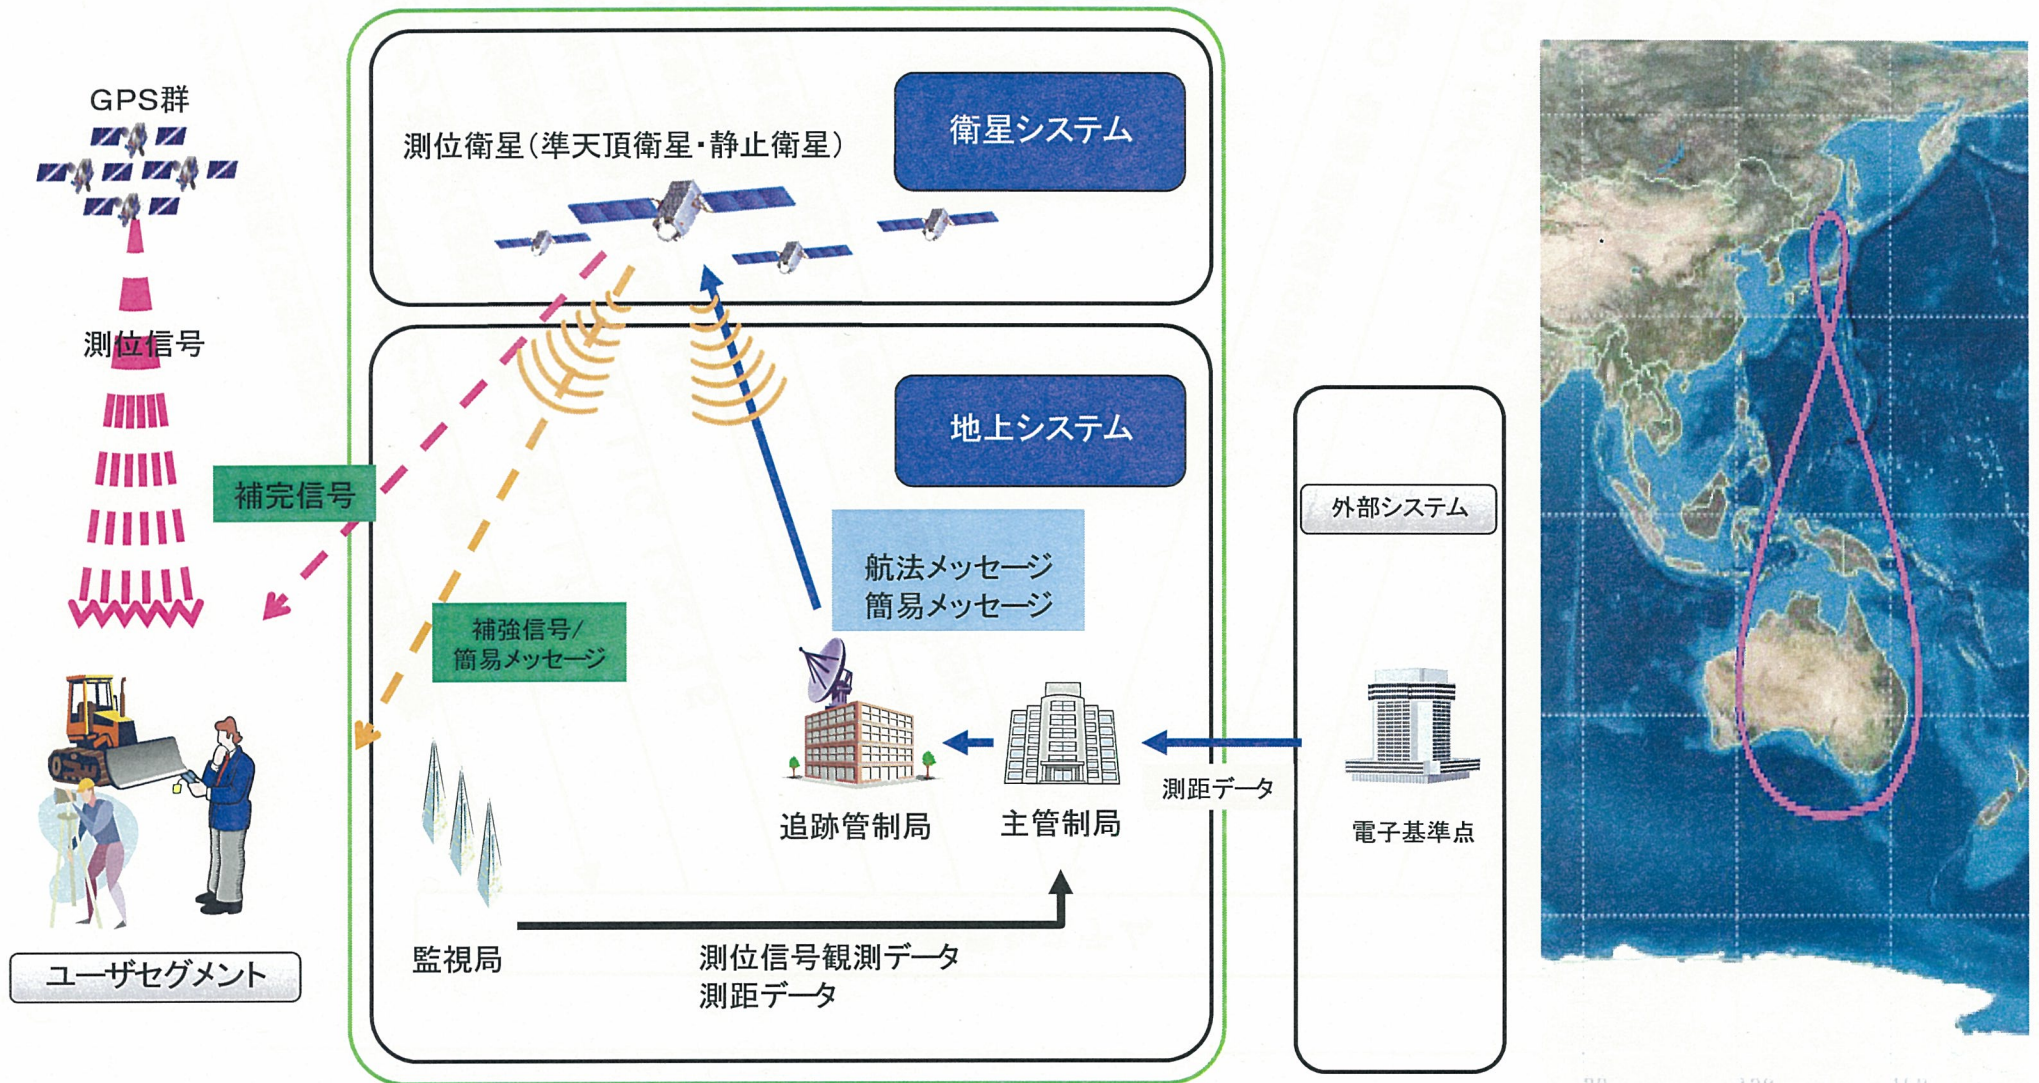 GPS群
測位信号
補完信号
ユーザセグメント
測位衛星(準天頂衛星・静止衛星)
衛星システム
地上システム
航法メッセージ
簡易メッセージ
補強信号/
簡易メッセージ
追跡管制局
主管制局
測距データ
監視局
測位信号観測データ
測距データ
外部システム
電子基準点